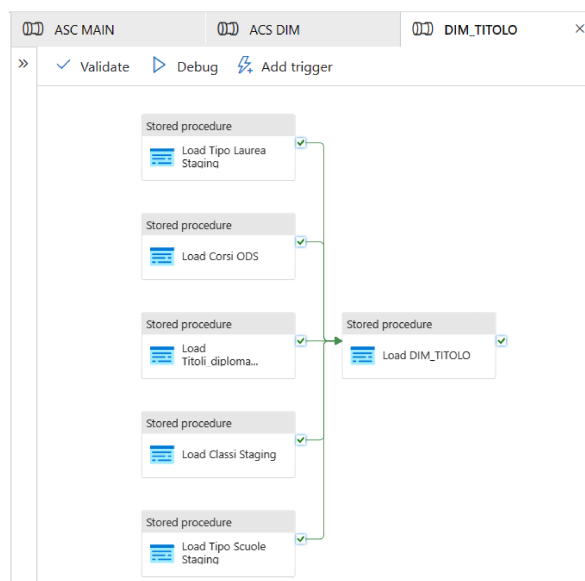 ASC MAIN
ACS DIM
DIM_TITOLO
Validate
Debug
Add trigger
Stored procedure
Load Tipo Laurea
Staging
Stored procedure
Load Corsi ODS
Stored procedure
Load
Titoli_diploma...
Stored procedure
Load DIM_TITOLO
Stored procedure
Load Classi Staging
Stored procedure
Load Tipo Scuole
Staging